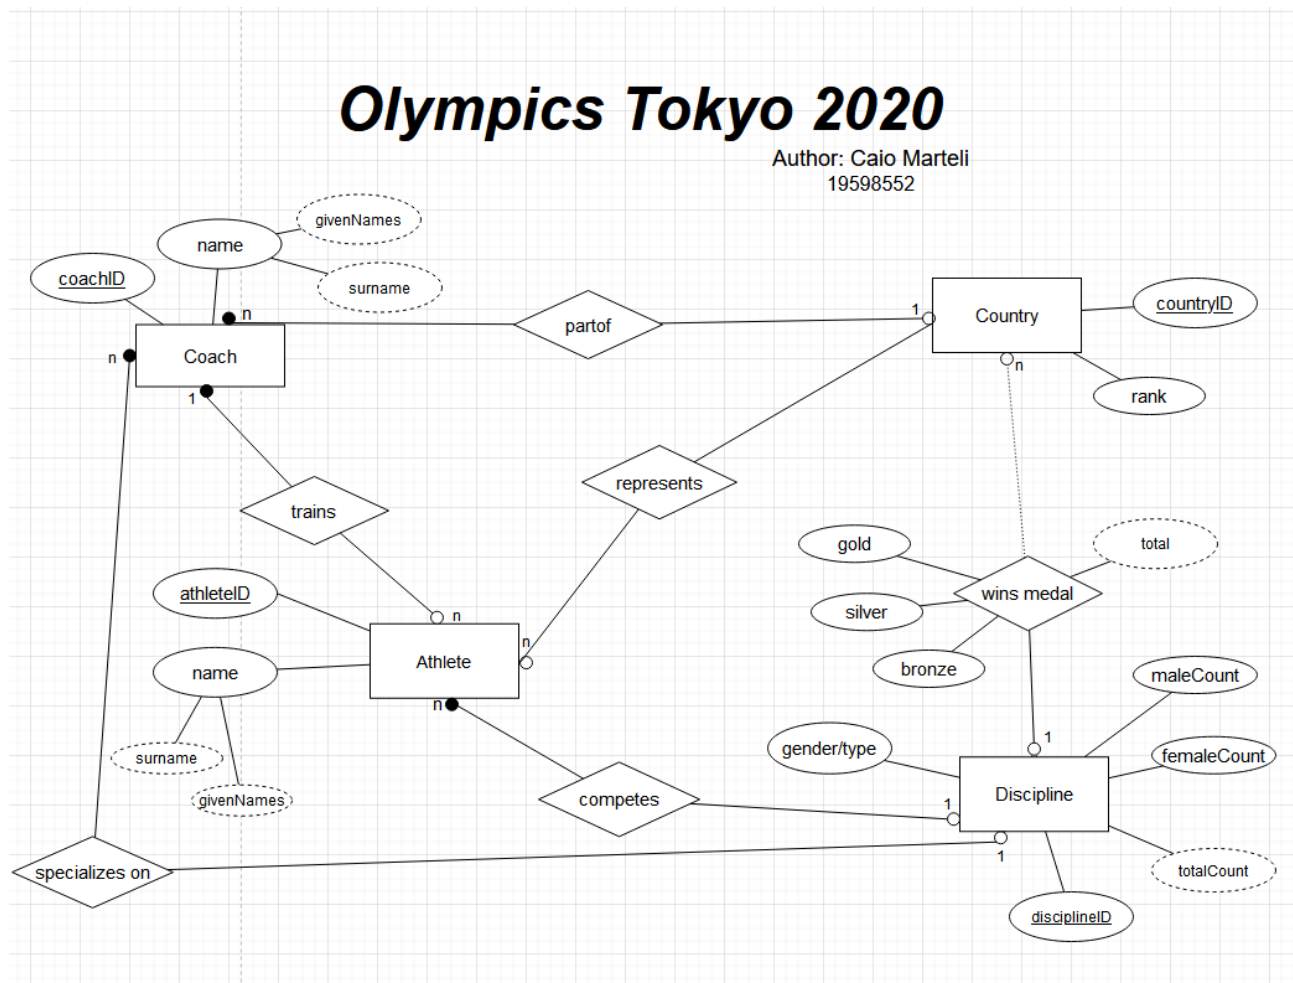 Olympics Tokyo 2020
Author: Caio Marteli
19598552
givenNames
name
coachID
surname
n
partof
1
Country
countryID
n
Coach
1
n
rank
represents
trains
gold
total
wins medal
silver
athleteID
n
n
Athlete
bronze
name
maleCount
n
1
gender/type
femaleCount
surname
givenNames
competes
1
Discipline
specializes on
1
totalCount
disciplineID